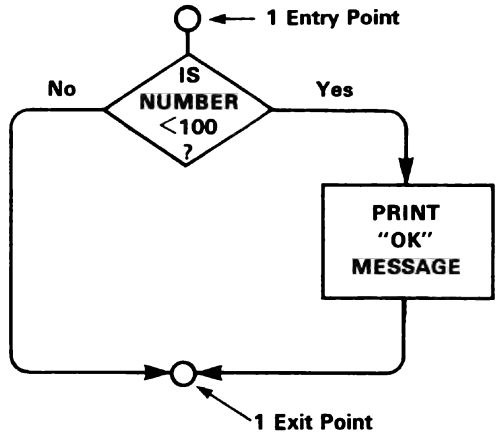 1 Entry Point
IS
NUMBER
<100
?
No
Yes
PRINT
“OK”
MESSAGE
1 Exit Point